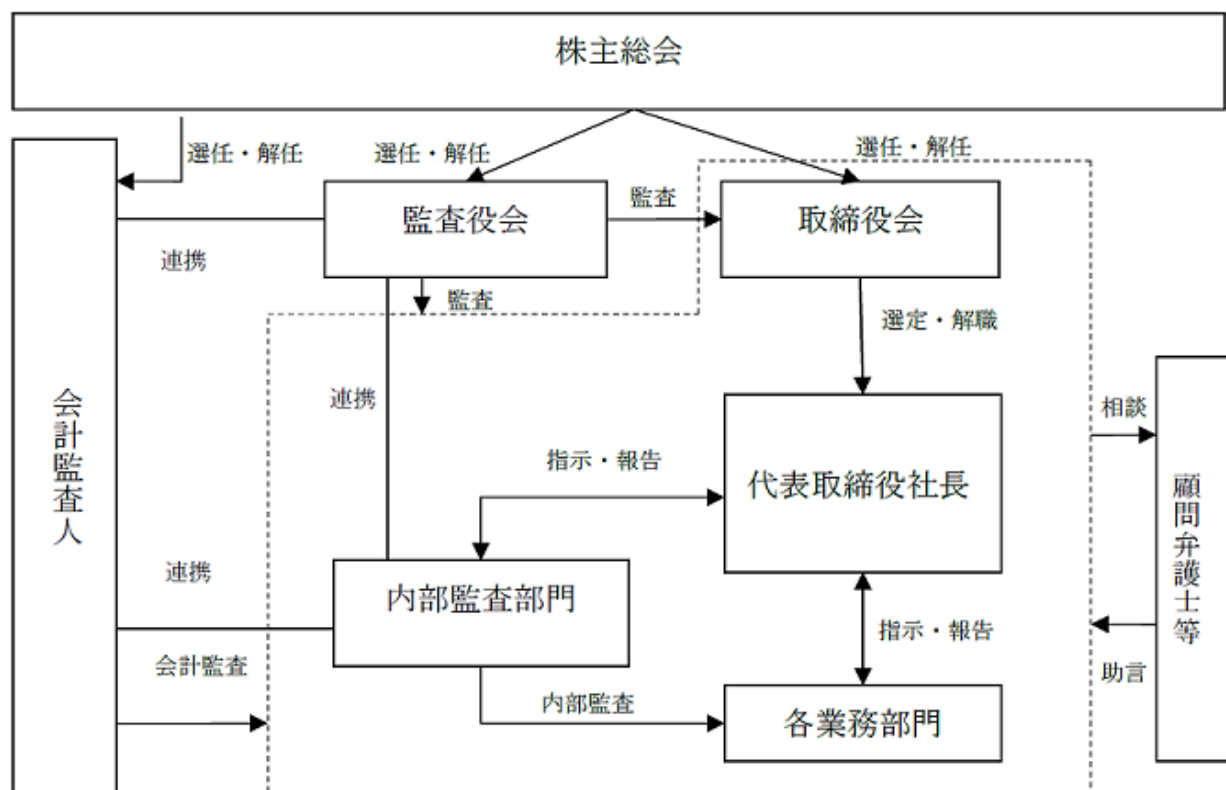 株主総会
選任・解任
選任・解任
選任・解任
監査役会
監査
取締役会
連携
監査
選定・解職
連携
会計監査人
指示・報告
代表取締役社長
相談
顧問弁護士等
連携
内部監査部門
指示・報告
助言
会計監査
内部監査
各業務部門